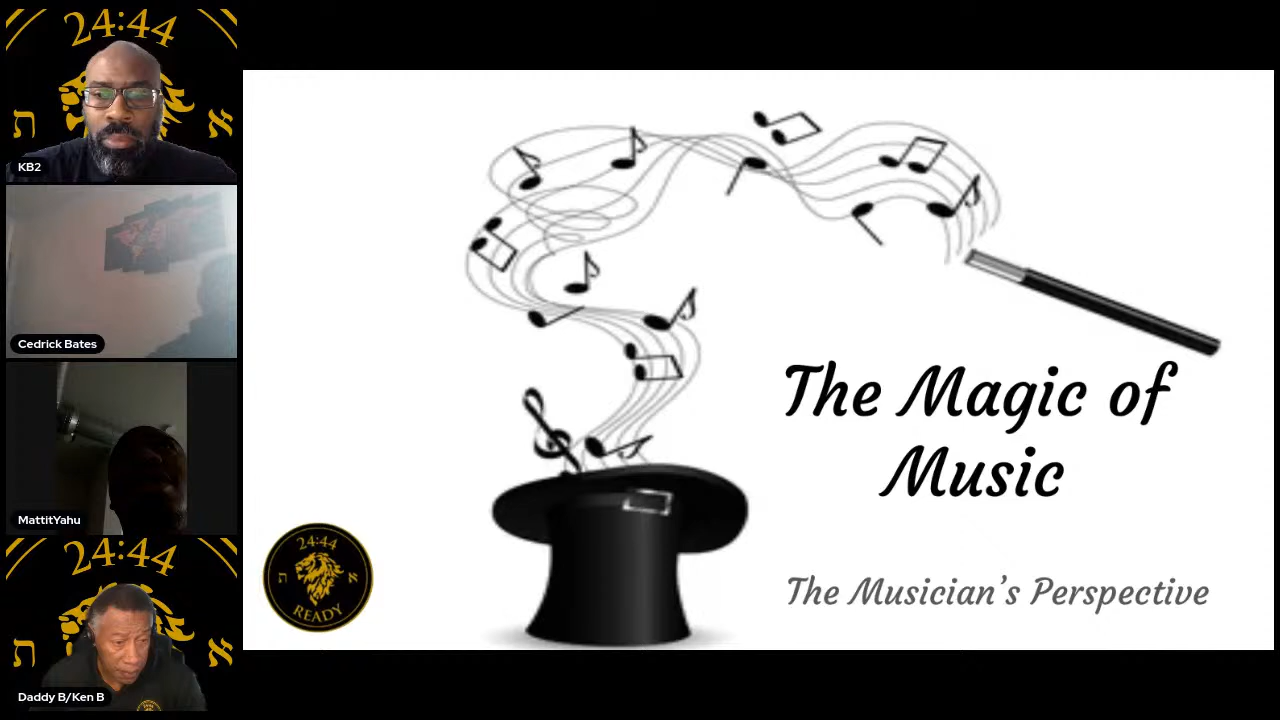 24:44
ת
א
KB2
Cedrick Bates
MattitYahu
24:44
ת
א
Daddy B/Ken B
The Magic of
Music
24:44
ת
א
READY
The Musician's Perspective